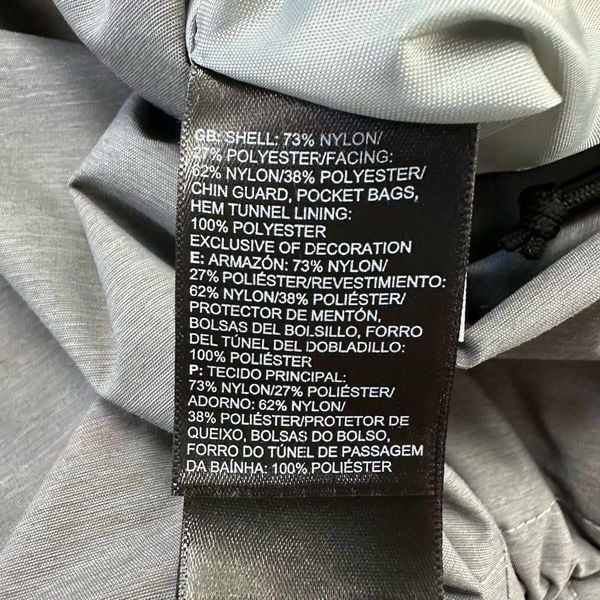 GB: SHELL: 73% NYLON/
27% POLYESTER/FACING:
62% NYLON/38% POLYESTER/
CHIN GUARD, POCKET BAGS,
HEM TUNNEL LINING:
100% POLYESTER
EXCLUSIVE OF DECORATION
E: ARMAZÓN: 73% NYLON/
27% POLIÉSTER/REVESTIMIENTO:
62% NYLON/38% POLIÉSTER/
PROTECTOR DE MENTÓN,
BOLSAS DEL BOLSILLO, FORRO
DEL TÚNEL DEL DOBLADILLO:
100% POLIÉSTER
P: TECIDO PRINCIPAL:
73% NYLON/27% POLIÉSTER/
ADORNO: 62% NYLON/
38% POLIÉSTER/PROTETOR DE
QUEIXO, BOLSAS DO BOLSO,
FORRO DO TÚNEL DE PASSAGEM
DA BAÍNHA: 100% POLIÉSTER